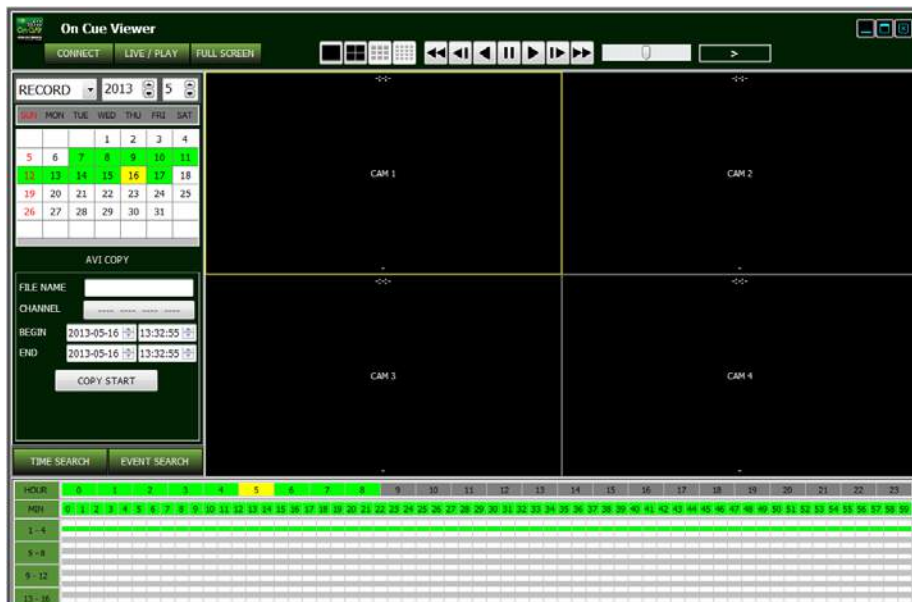 On Cue Viewer
CONNECT LIVE / PLAY FULL SCREEN
>
RECORD 2013 5
SUN MON TUE WED THU FRI SAT
1 2 3 4
5 6 7 8 9 10 11
12 13 14 15 16 17 18
19 20 21 22 23 24 25
26 27 28 29 30 31
AVI COPY
FILE NAME
CHANNEL ---- ---- ---- ----
BEGIN 2013-05-16 13:32:55
END 2013-05-16 13:32:55
COPY START
TIME SEARCH EVENT SEARCH
-:-:-
CAM 1
-
-:-:-
CAM 2
-
-:-:-
CAM 3
-
-:-:-
CAM 4
-
HOUR 0 1 2 3 4 5 6 7 8 9 10 11 12 13 14 15 16 17 18 19 20 21 22 23
MIN 0 1 2 3 4 5 6 7 8 9 10 11 12 13 14 15 16 17 18 19 20 21 22 23 24 25 26 27 28 29 30 31 32 33 34 35 36 37 38 39 40 41 42 43 44 45 46 47 48 49 50 51 52 53 54 55 56 57 58 59
1 - 4
5 - 8
9 - 12
13 - 16